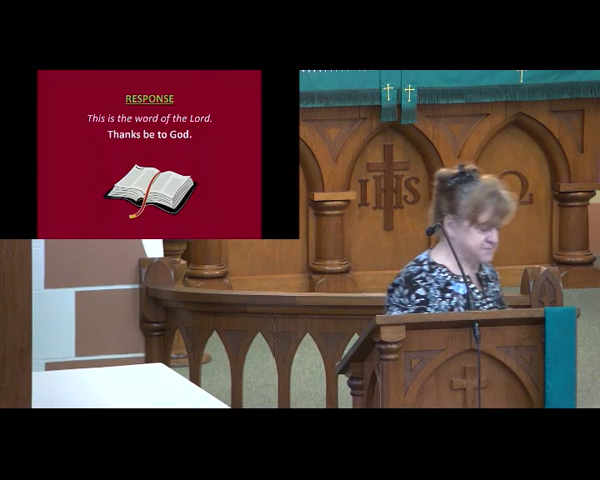 RESPONSE
This is the word of the Lord.
Thanks be to God.
IHS
Ω